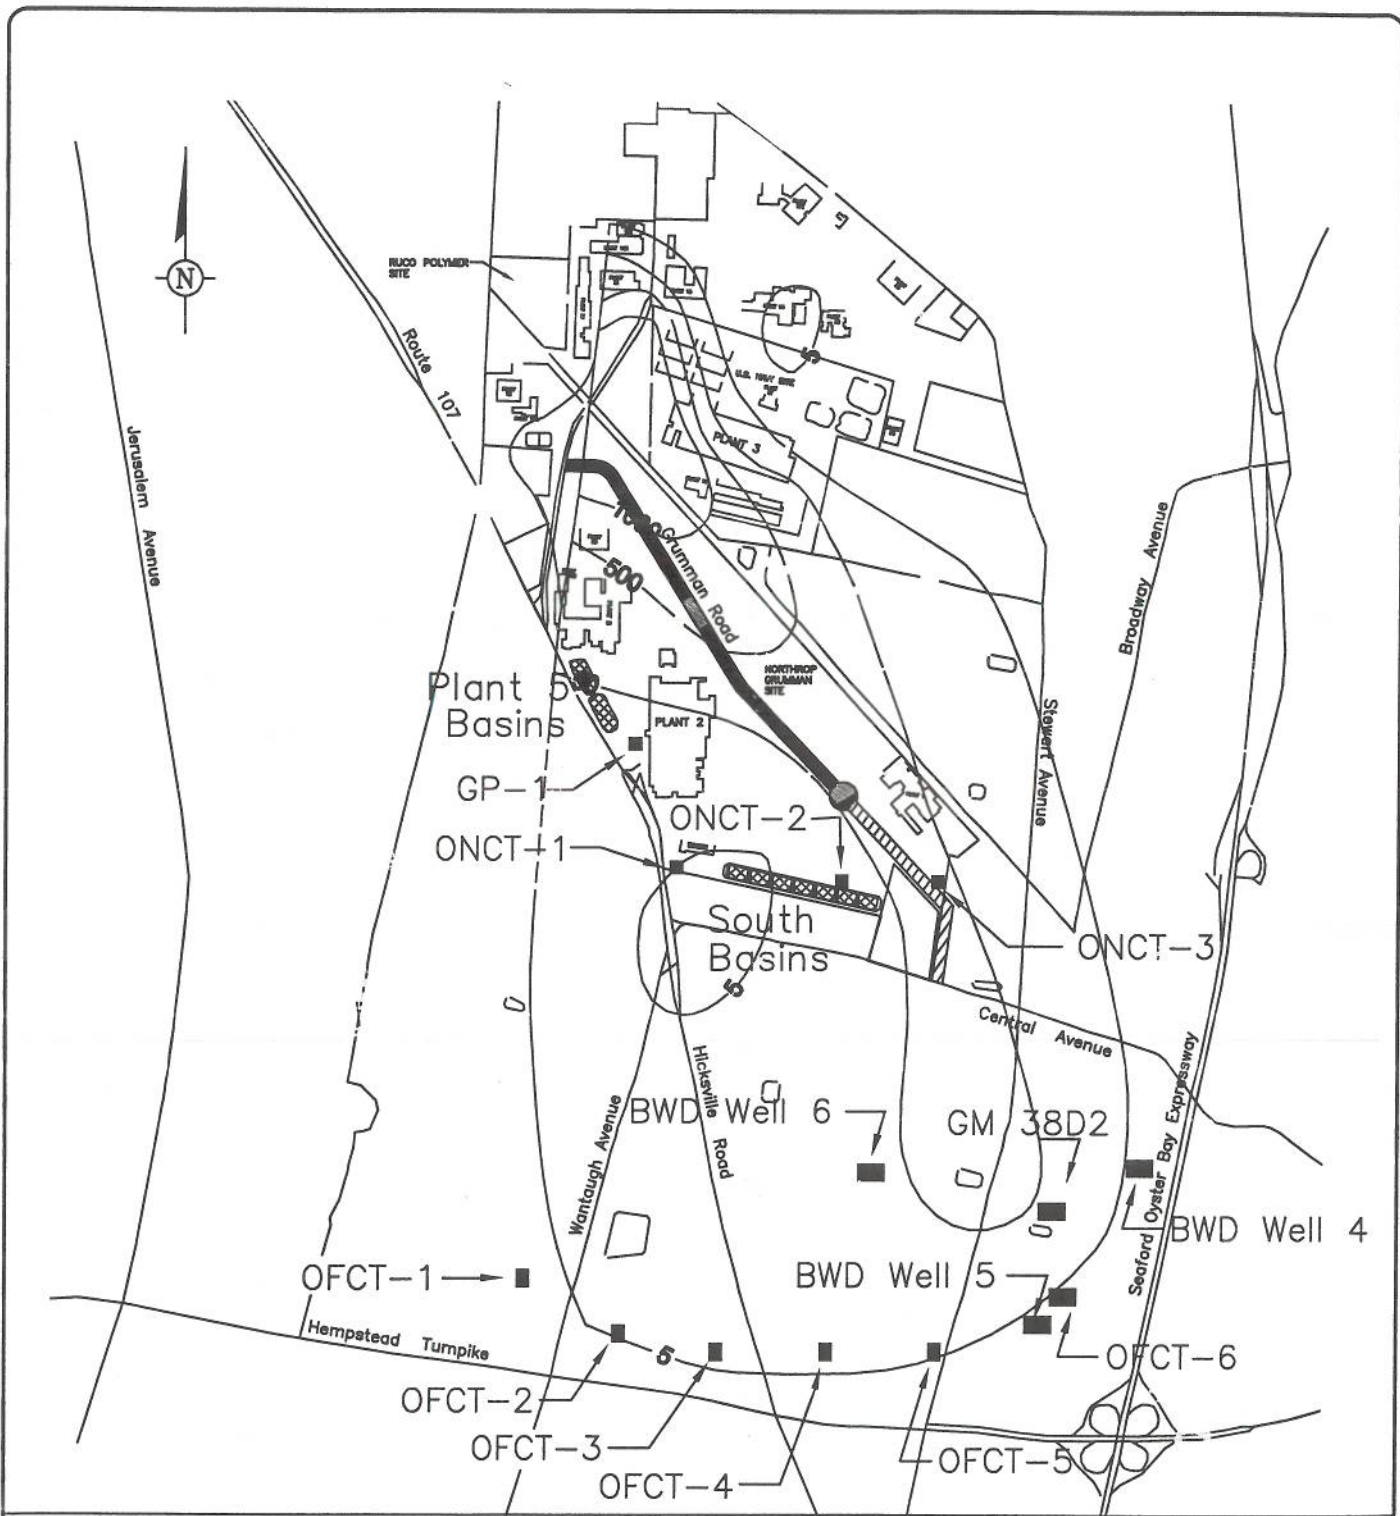 N
RUCO POLYMER
SITE
Route 107
Jerusalem Avenue
5
U.S. NAVY SITE
PLANT 3
Grumman Road
500
Broadway Avenue
NORTHROP
GRUMMAN
SITE
Plant 5
Basins
PLANT 2
Stewert Avenue
GP-1
ONCT-2
ONCT-1
South
Basins
ONCT-3
5
Central Avenue
Hicksville Road
BWD Well 6
GM 38D2
Wantaugh Avenue
Seaford Oyster Bay Expressway
BWD Well 4
OFCT-1
BWD Well 5
Hempstead Turnpike
5
OFCT-6
OFCT-2
OFCT-3
OFCT-5
OFCT-4